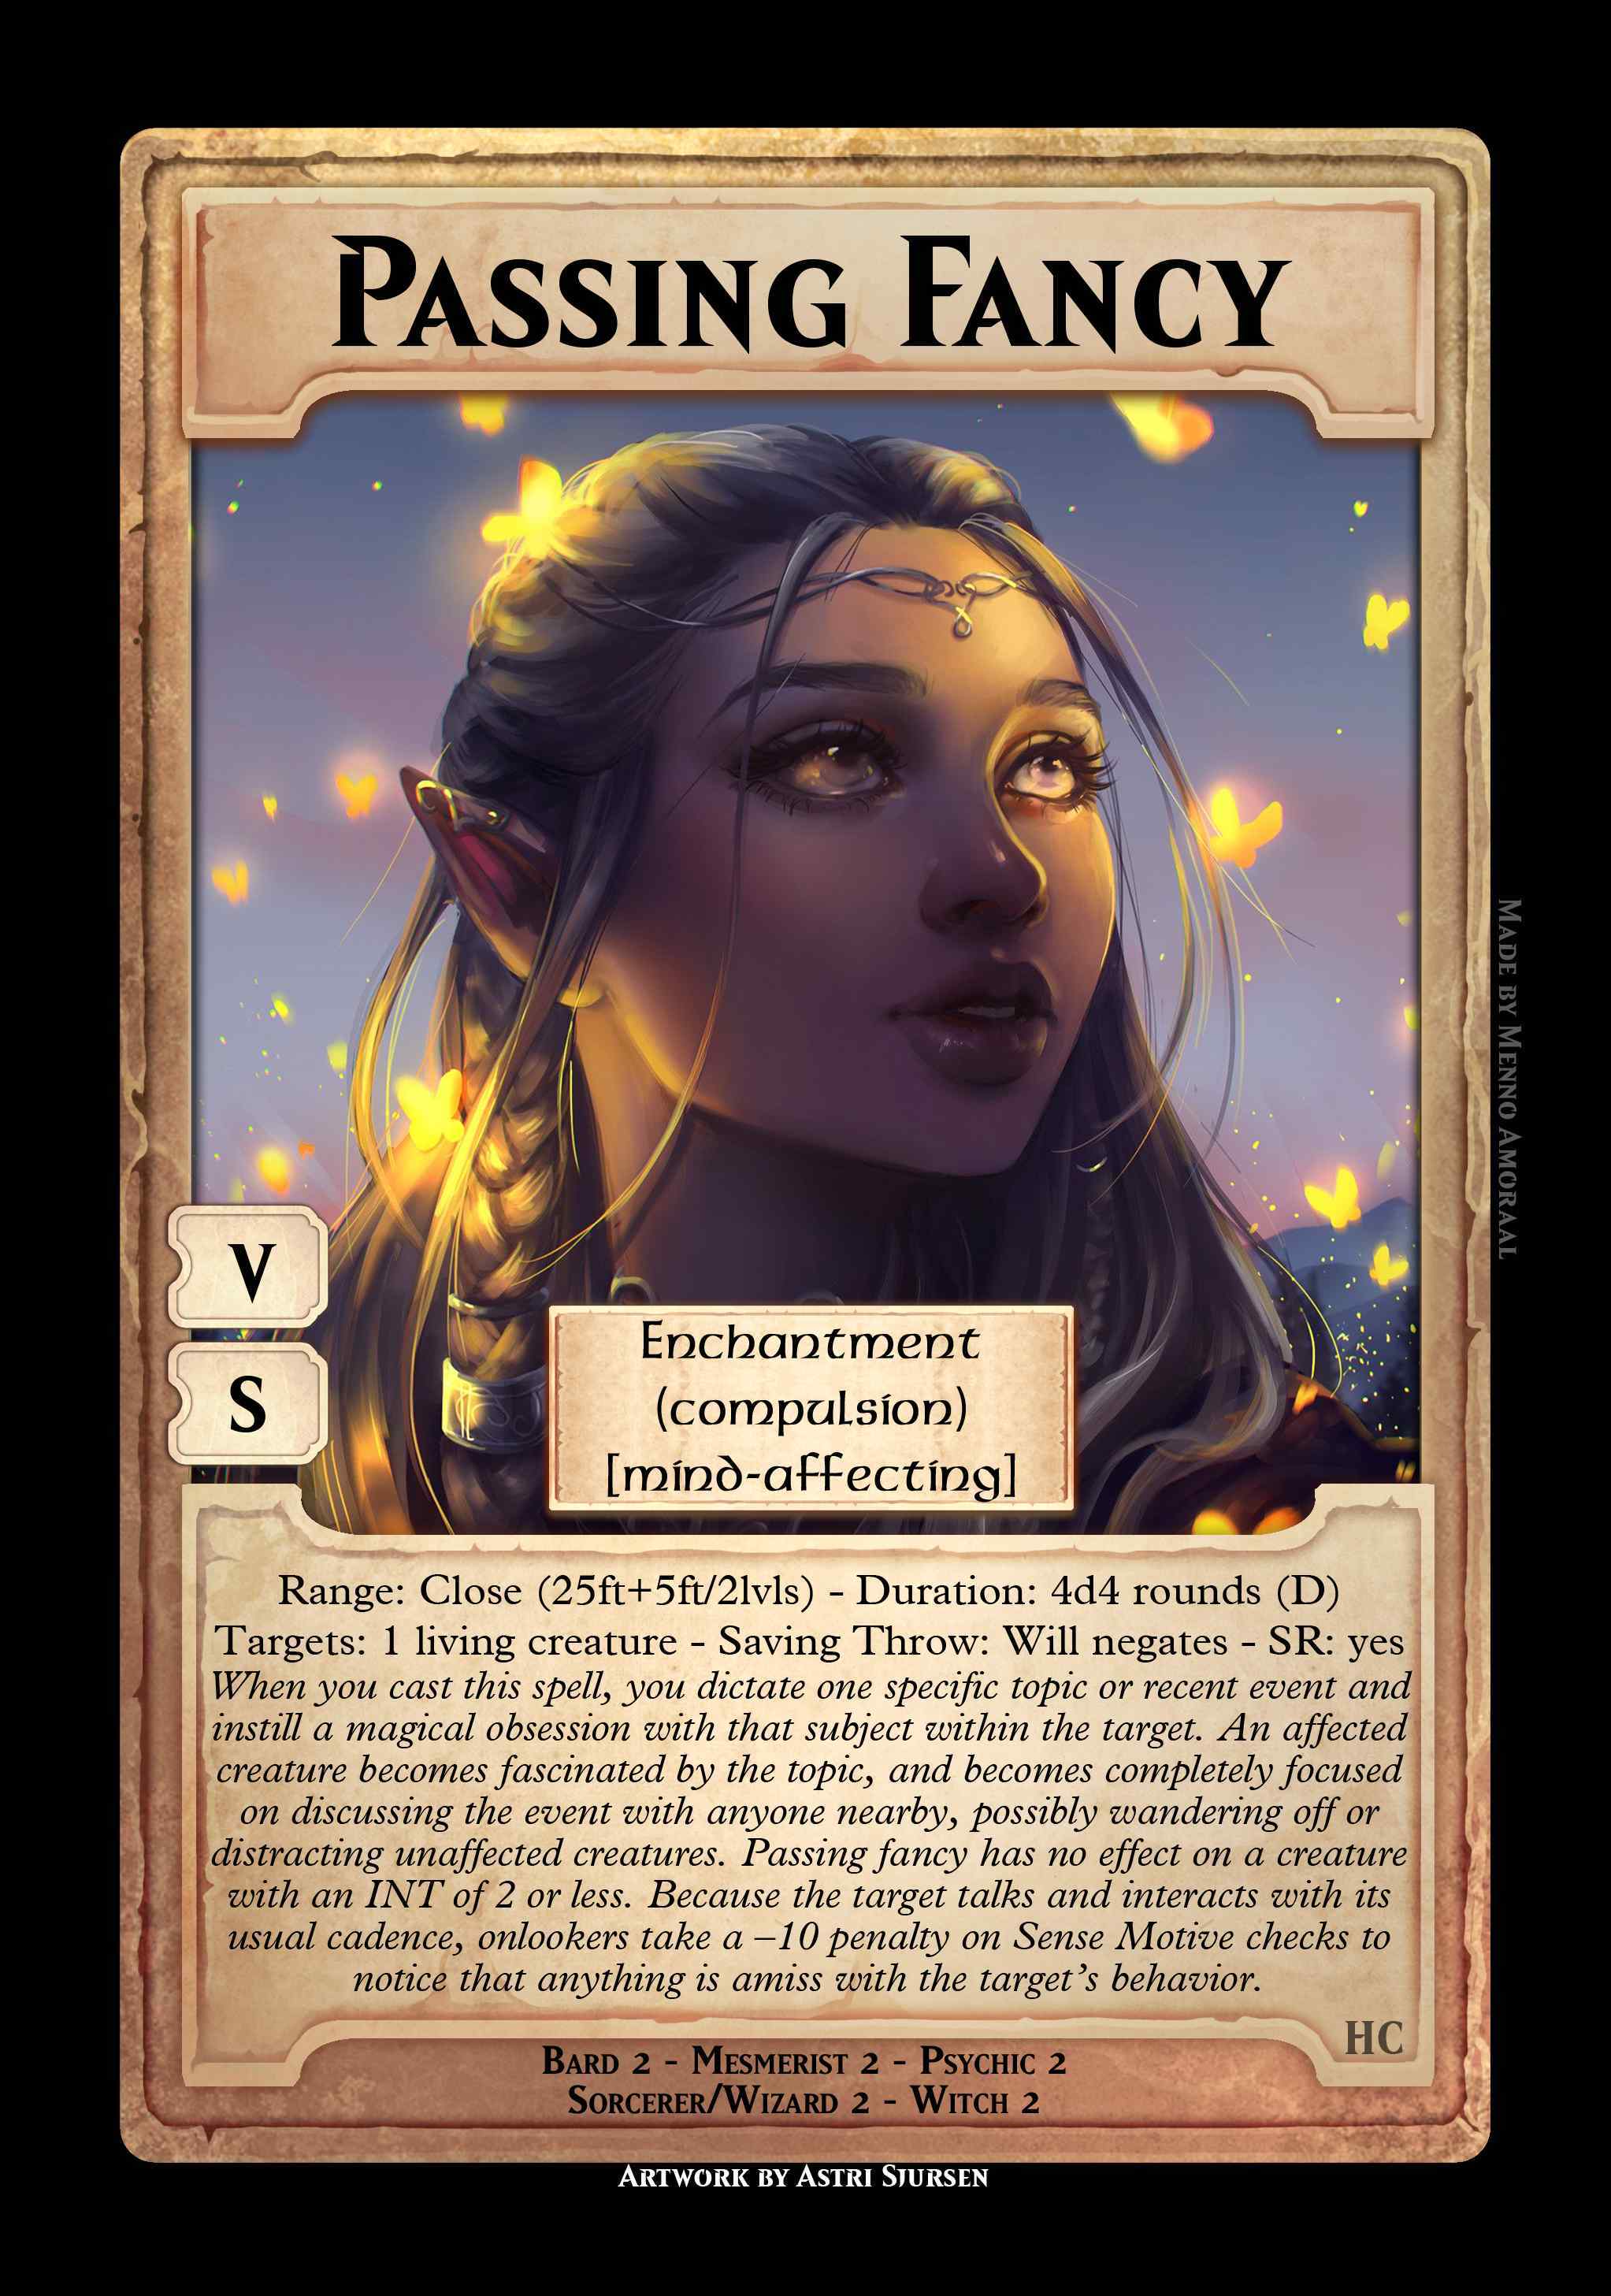 Passing Fancy
V
S
Enchantment
(compulsion)
[mind-affecting]
Range: Close (25ft+5ft/2lvls) - Duration: 4d4 rounds (D)
Targets: 1 living creature - Saving Throw: Will negates - SR: yes
When you cast this spell, you dictate one specific topic or recent event and
instill a magical obsession with that subject within the target. An affected
creature becomes fascinated by the topic, and becomes completely focused
on discussing the event with anyone nearby, possibly wandering off or
distracting unaffected creatures. Passing fancy has no effect on a creature
with an INT of 2 or less. Because the target talks and interacts with its
usual cadence, onlookers take a –10 penalty on Sense Motive checks to
notice that anything is amiss with the target’s behavior.
HC
Bard 2 - Mesmerist 2 - Psychic 2
Sorcerer/Wizard 2 - Witch 2
Artwork by Astri Sjursen
Made by Menno Amoraal